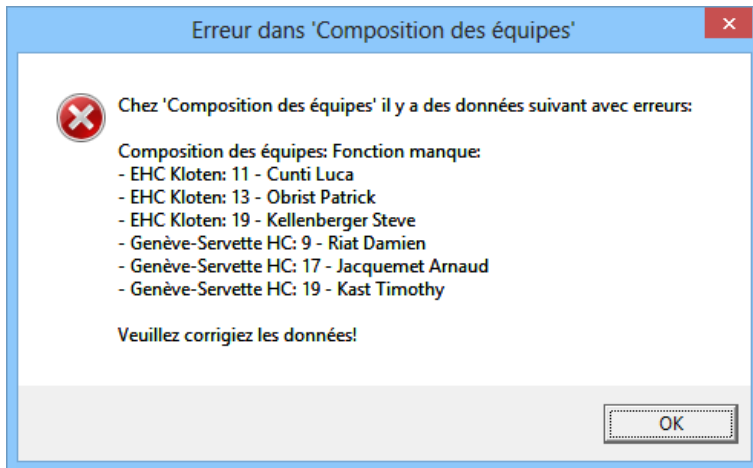 Erreur dans 'Composition des équipes'
Chez 'Composition des équipes' il y a des données suivant avec erreurs:
Composition des équipes: Fonction manque:
- EHC Kloten: 11 - Cunti Luca
- EHC Kloten: 13 - Obrist Patrick
- EHC Kloten: 19 - Kellenberger Steve
- Genève-Servette HC: 9 - Riat Damien
- Genève-Servette HC: 17 - Jacquemet Arnaud
- Genève-Servette HC: 19 - Kast Timothy
Veuillez corrigiez les données!
OK